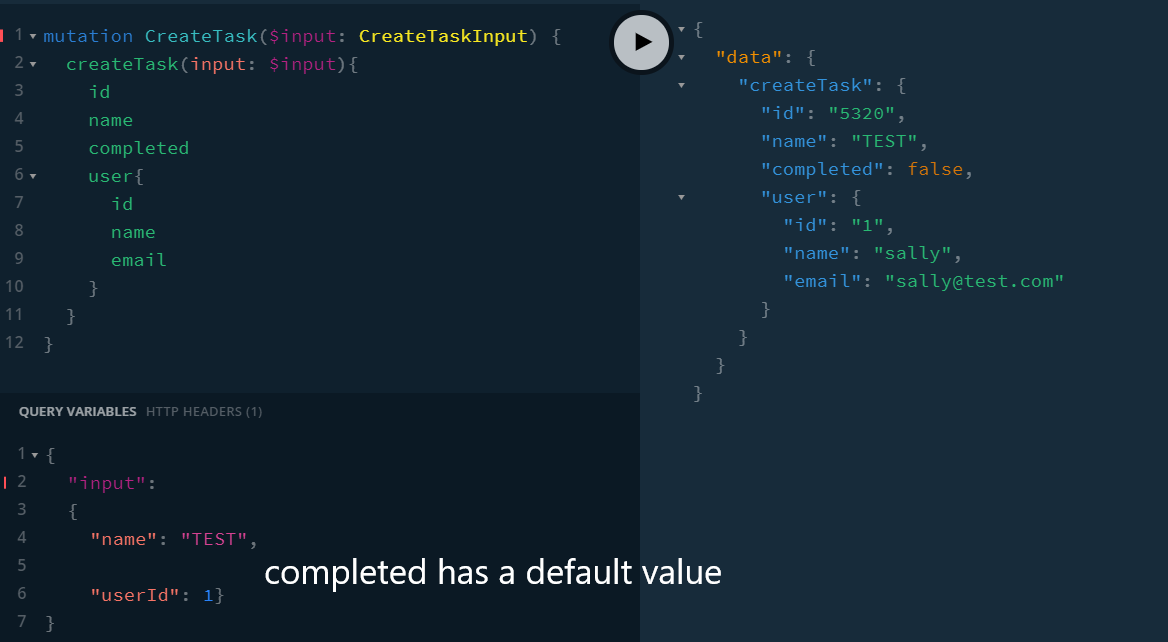 1 mutation CreateTask($input: CreateTaskInput) {
2 createTask(input: $input){
3 id
4 name
5 completed
6 user{
7 id
8 name
9 email
10 }
11 }
12 }
QUERY VARIABLES HTTP HEADERS (1)
1 {
2 "input":
3 {
4 "name": "TEST",
5
6 "userId": 1}
7 }
completed has a default value
{
"data": {
"createTask": {
"id": "5320",
"name": "TEST",
"completed": false,
"user": {
"id": "1",
"name": "sally",
"email": "sally@test.com"
}
}
}
}